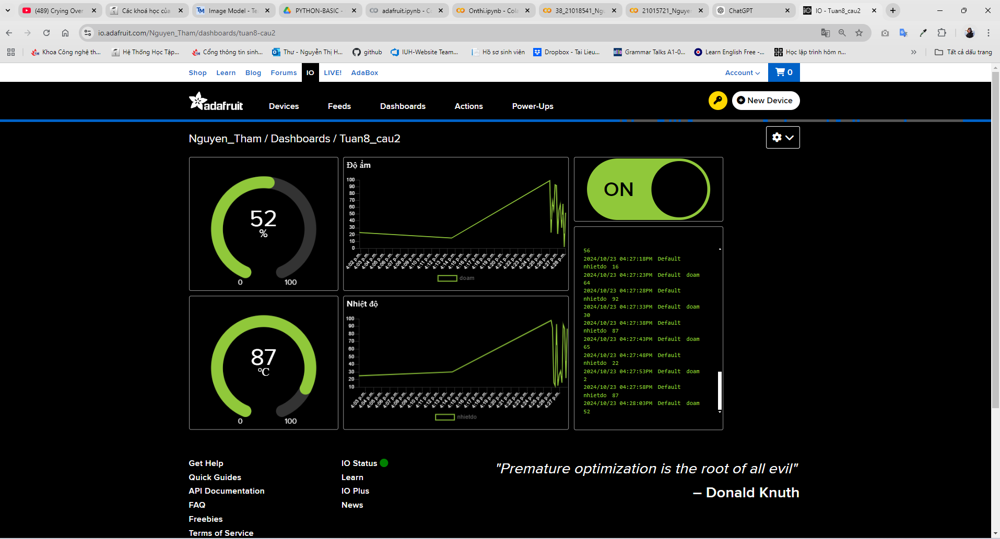 (489) Crying Over
Các khoá học của
Image Model - Tea
PYTHON-BASIC -
adafruit.ipynb - Co
Onthi.ipynb - Cola
38_21018541_Ngu
21015721_Nguyen
ChatGPT
IO - Tuan8_cau2
io.adafruit.com/Nguyen_Tham/dashboards/tuan8-cau2
Khoa Công nghệ th...
Hệ Thống Học Tập...
Cổng thông tin sinh...
Thư - Nguyễn Thị H...
github
IUH-Website Team...
Hồ sơ sinh viên
Dropbox - Tai Lieu...
Grammar Talks A1-0...
Learn English Free -...
Học lập trình hôm n...
Tất cả dấu trang
Shop Learn Blog Forums IO LIVE! AdaBox
Account
0
adafruit
Devices Feeds Dashboards Actions Power-Ups
New Device
Nguyen_Tham / Dashboards / Tuan8_cau2
52
%
0 100
Độ ẩm
100
90
80
70
60
50
40
30
20
10
0
4:02 p.m. 4:03 p.m. 4:04 p.m. 4:05 p.m. 4:06 p.m. 4:07 p.m. 4:08 p.m. 4:09 p.m. 4:10 p.m. 4:11 p.m. 4:12 p.m. 4:13 p.m. 4:14 p.m. 4:15 p.m. 4:16 p.m. 4:17 p.m. 4:18 p.m. 4:19 p.m. 4:20 p.m. 4:21 p.m. 4:22 p.m. 4:23 p.m. 4:24 p.m. 4:25 p.m. 4:26 p.m. 4:27 p.m. 4:28 p.m.
doam
ON
87
°C
0 100
Nhiệt độ
100
90
80
70
60
50
40
30
20
10
4:03 p.m. 4:04 p.m. 4:05 p.m. 4:06 p.m. 4:07 p.m. 4:08 p.m. 4:09 p.m. 4:10 p.m. 4:11 p.m. 4:12 p.m. 4:13 p.m. 4:14 p.m. 4:15 p.m. 4:16 p.m. 4:17 p.m. 4:18 p.m. 4:19 p.m. 4:20 p.m. 4:21 p.m. 4:22 p.m. 4:23 p.m. 4:24 p.m. 4:25 p.m. 4:26 p.m. 4:27 p.m.
nhietdo
56
2024/10/23 04:27:18PM Default
nhietdo 16
2024/10/23 04:27:23PM Default doam
64
2024/10/23 04:27:28PM Default
nhietdo 92
2024/10/23 04:27:33PM Default doam
30
2024/10/23 04:27:38PM Default
nhietdo 87
2024/10/23 04:27:43PM Default doam
65
2024/10/23 04:27:48PM Default
nhietdo 22
2024/10/23 04:27:53PM Default doam
2
2024/10/23 04:27:58PM Default
nhietdo 87
2024/10/23 04:28:03PM Default doam
52
Get Help
Quick Guides
API Documentation
FAQ
Freebies
Terms of Service
IO Status
Learn
IO Plus
News
"Premature optimization is the root of all evil"
– Donald Knuth